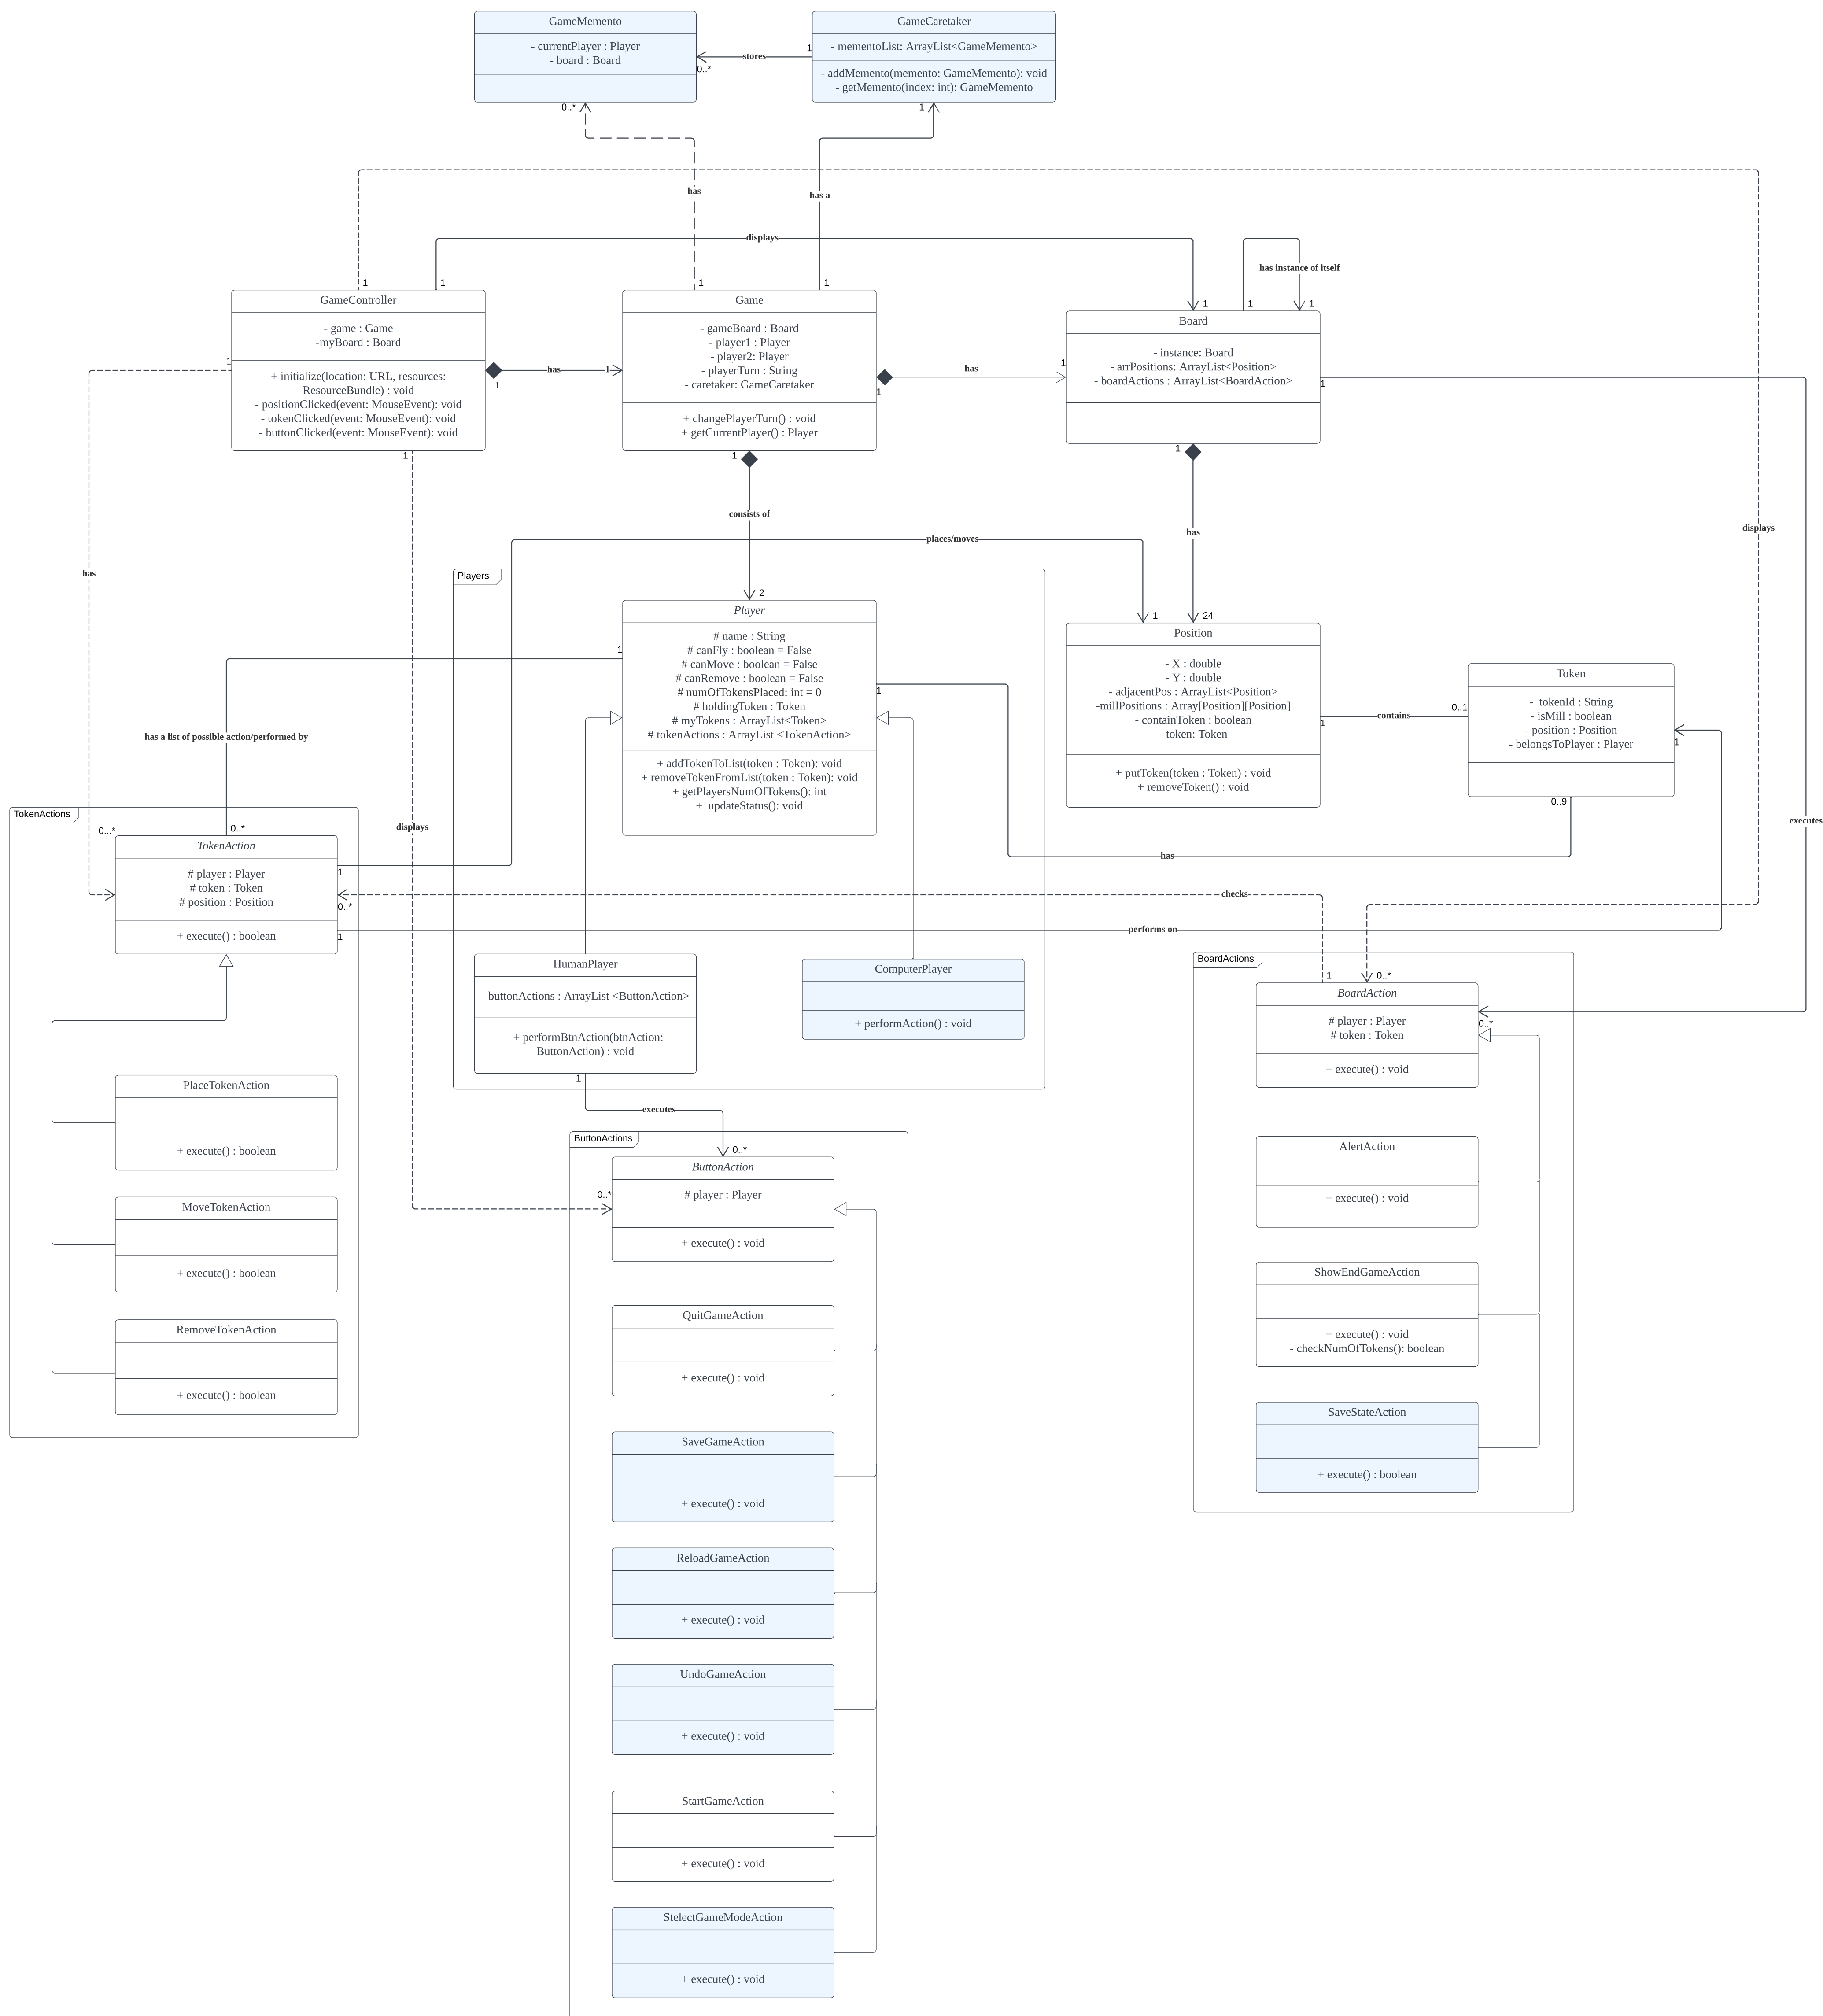 GameMemento
- currentPlayer : Player
- board : Board
GameCaretaker
- mementoList: ArrayList<GameMemento>
- addMemento(memento: GameMemento): void
- getMemento(index: int): GameMemento
1
stores
0..*
0..*
1
has
has a
displays
has instance of itself
1
1
1
1
1
1
1
GameController
- game : Game
-myBoard : Board
+ initialize(location: URL, resources:
ResourceBundle) : void
- positionClicked(event: MouseEvent): void
- tokenClicked(event: MouseEvent): void
- buttonClicked(event: MouseEvent): void
1
1
has
1
1
Game
- gameBoard : Board
- player1 : Player
- player2: Player
- playerTurn : String
- caretaker: GameCaretaker
+ changePlayerTurn() : void
+ getCurrentPlayer() : Player
1
has
1
1
Board
- instance: Board
- arrPositions: ArrayList<Position>
- boardActions : ArrayList<BoardAction>
1
1
consists of
has
displays
places/moves
has
Players
2
1
24
Player
# name : String
# canFly : boolean = False
# canMove : boolean = False
# canRemove : boolean = False
# numOfTokensPlaced: int = 0
# holdingToken : Token
# myTokens : ArrayList<Token>
# tokenActions : ArrayList <TokenAction>
+ addTokenToList(token : Token): void
+ removeTokenFromList(token : Token): void
+ getPlayersNumOfTokens(): int
+  updateStatus(): void
1
1
Position
- X : double
- Y : double
- adjacentPos : ArrayList<Position>
-millPositions : Array[Position][Position]
- containToken : boolean
- token: Token
+ putToken(token : Token) : void
+ removeToken() : void
1
contains
0..1
Token
-  tokenId : String
- isMill : boolean
- position : Position
- belongsToPlayer : Player
1
0..9
has a list of possible action/performed by
displays
executes
has
TokenActions
0...*
0..*
TokenAction
# player : Player
# token : Token
# position : Position
+ execute() : boolean
1
0..*
1
checks
performs on
HumanPlayer
- buttonActions : ArrayList <ButtonAction>
+ performBtnAction(btnAction:
ButtonAction) : void
1
ComputerPlayer
+ performAction() : void
BoardActions
1
0..*
BoardAction
# player : Player
# token : Token
+ execute() : void
0..*
PlaceTokenAction
+ execute() : boolean
MoveTokenAction
+ execute() : boolean
RemoveTokenAction
+ execute() : boolean
executes
ButtonActions
0..*
0..*
ButtonAction
# player : Player
+ execute() : void
QuitGameAction
+ execute() : void
SaveGameAction
+ execute() : void
ReloadGameAction
+ execute() : void
UndoGameAction
+ execute() : void
StartGameAction
+ execute() : void
StelectGameModeAction
+ execute() : void
AlertAction
+ execute() : void
ShowEndGameAction
+ execute() : void
- checkNumOfTokens(): boolean
SaveStateAction
+ execute() : boolean